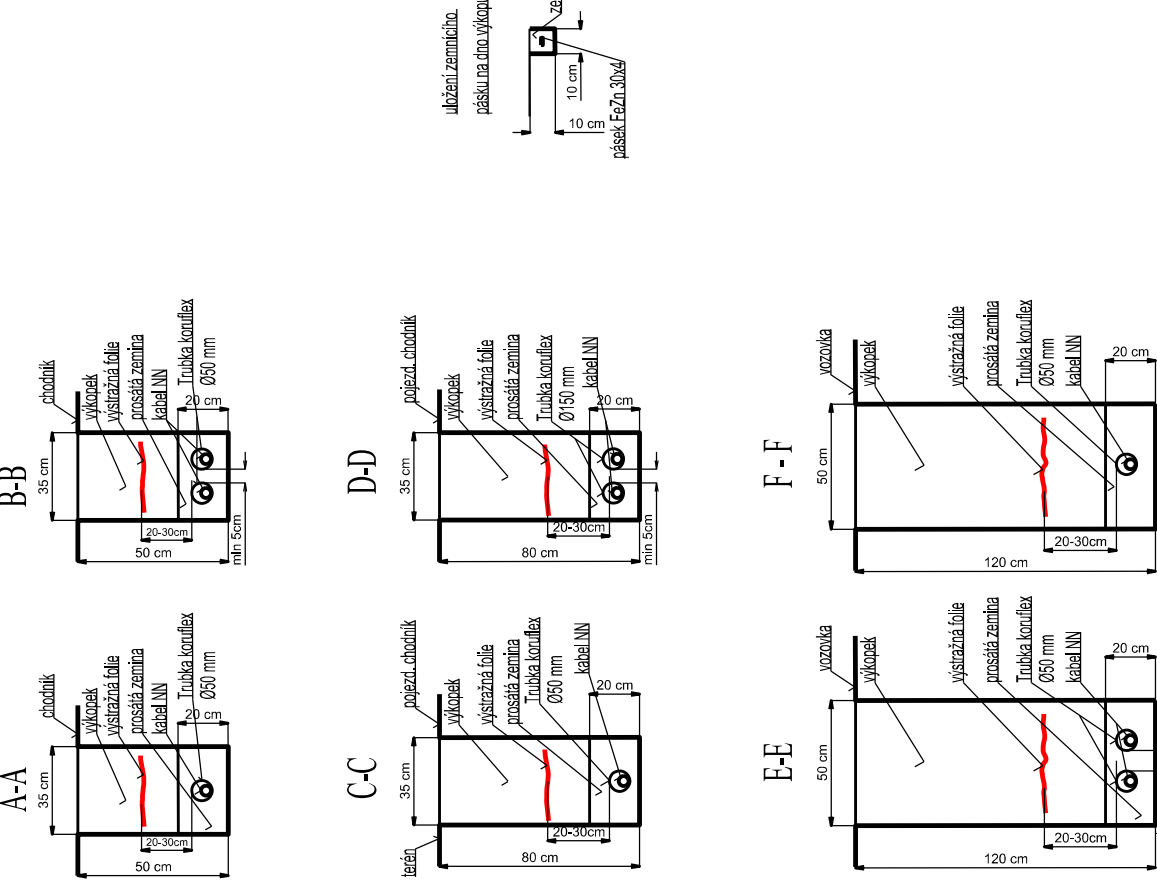 uložení zemnícího
pásku na dno výkopu
10 cm
10 cm
pásek FeZn 30x4
B-B
35 cm
chodník
výkopek
výstražná folie
prosátá zemina
kabel NN
Trubka koruflex
Ø50 mm
20 cm
20-30cm
min 5cm
50 cm
D-D
35 cm
pojezd. chodník
výkopek
výstražná folie
prosátá zemina
Trubka koruflex
Ø150 mm
kabel NN
20 cm
20-30cm
min 5cm
80 cm
F - F
50 cm
vozovka
výkopek
výstražná folie
prosátá zemina
Trubka koruflex
Ø50 mm
kabel NN
20 cm
20-30cm
120 cm
A-A
35 cm
chodník
výkopek
výstražná folie
prosátá zemina
kabel NN
Trubka koruflex
Ø50 mm
20 cm
20-30cm
50 cm
C-C
35 cm
terén
pojezd. chodník
výkopek
výstražná folie
prosátá zemina
Trubka koruflex
Ø50 mm
kabel NN
20 cm
20-30cm
80 cm
E-E
50 cm
vozovka
výkopek
výstražná folie
prosátá zemina
Trubka koruflex
Ø50 mm
kabel NN
20 cm
20-30cm
120 cm